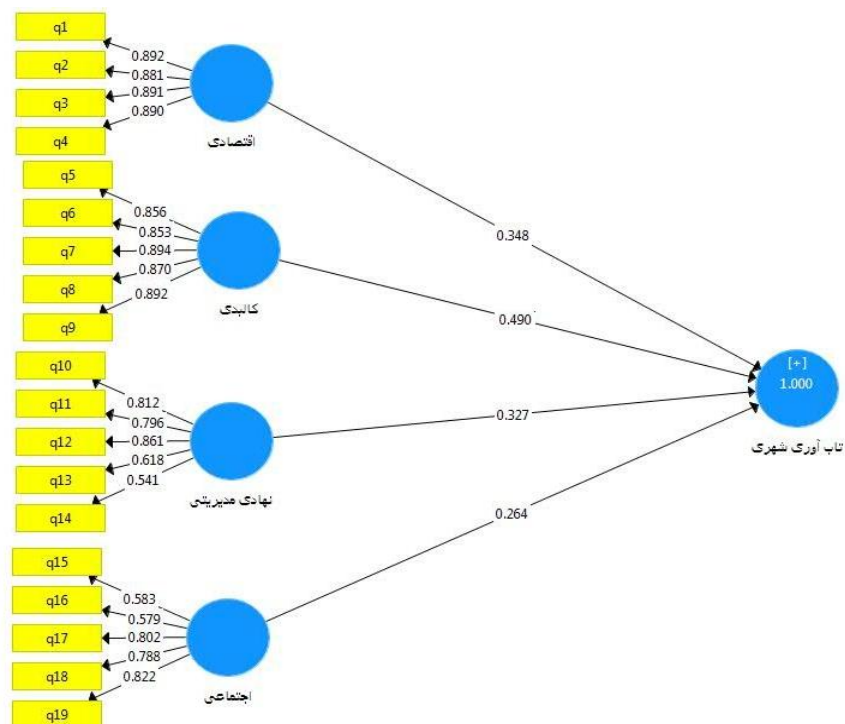 q1
0.892
q2
0.881
q3
0.891
0.890
q4
اقتصادی
q5
0.856
q6
0.853
q7
0.894
q8
0.870
0.892
q9
کالبدی
q10
0.812
q11
0.796
q12
0.861
q13
0.618
0.541
q14
نهادی مدیریتی
q15
0.583
q16
0.579
q17
0.802
q18
0.788
0.822
q19
اجتماعی
0.348
0.490
0.327
0.264
[+]
1.000
تاب آوری شهری